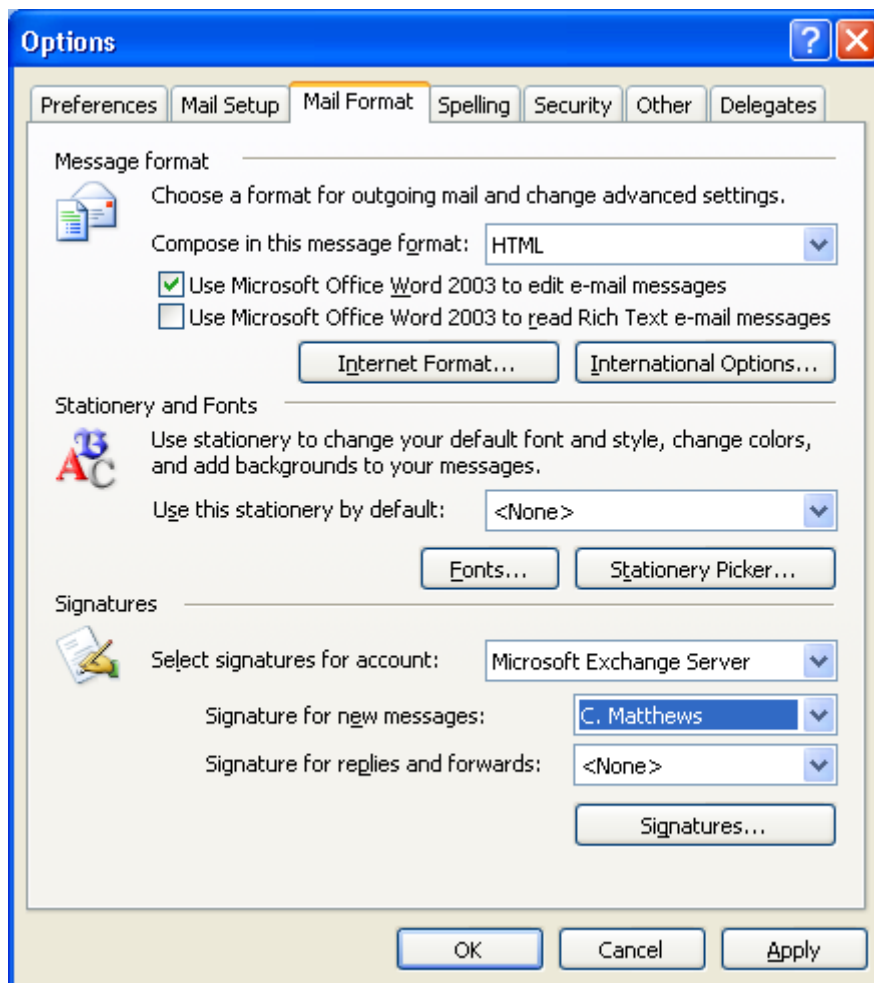 Options
Preferences Mail Setup Mail Format Spelling Security Other Delegates
Message format
Choose a format for outgoing mail and change advanced settings.
Compose in this message format: HTML
Use Microsoft Office Word 2003 to edit e-mail messages
Use Microsoft Office Word 2003 to read Rich Text e-mail messages
Internet Format... International Options...
Stationery and Fonts
Use stationery to change your default font and style, change colors,
and add backgrounds to your messages.
Use this stationery by default: <None>
Fonts... Stationery Picker...
Signatures
Select signatures for account: Microsoft Exchange Server
Signature for new messages: C. Matthews
Signature for replies and forwards: <None>
Signatures...
OK Cancel Apply